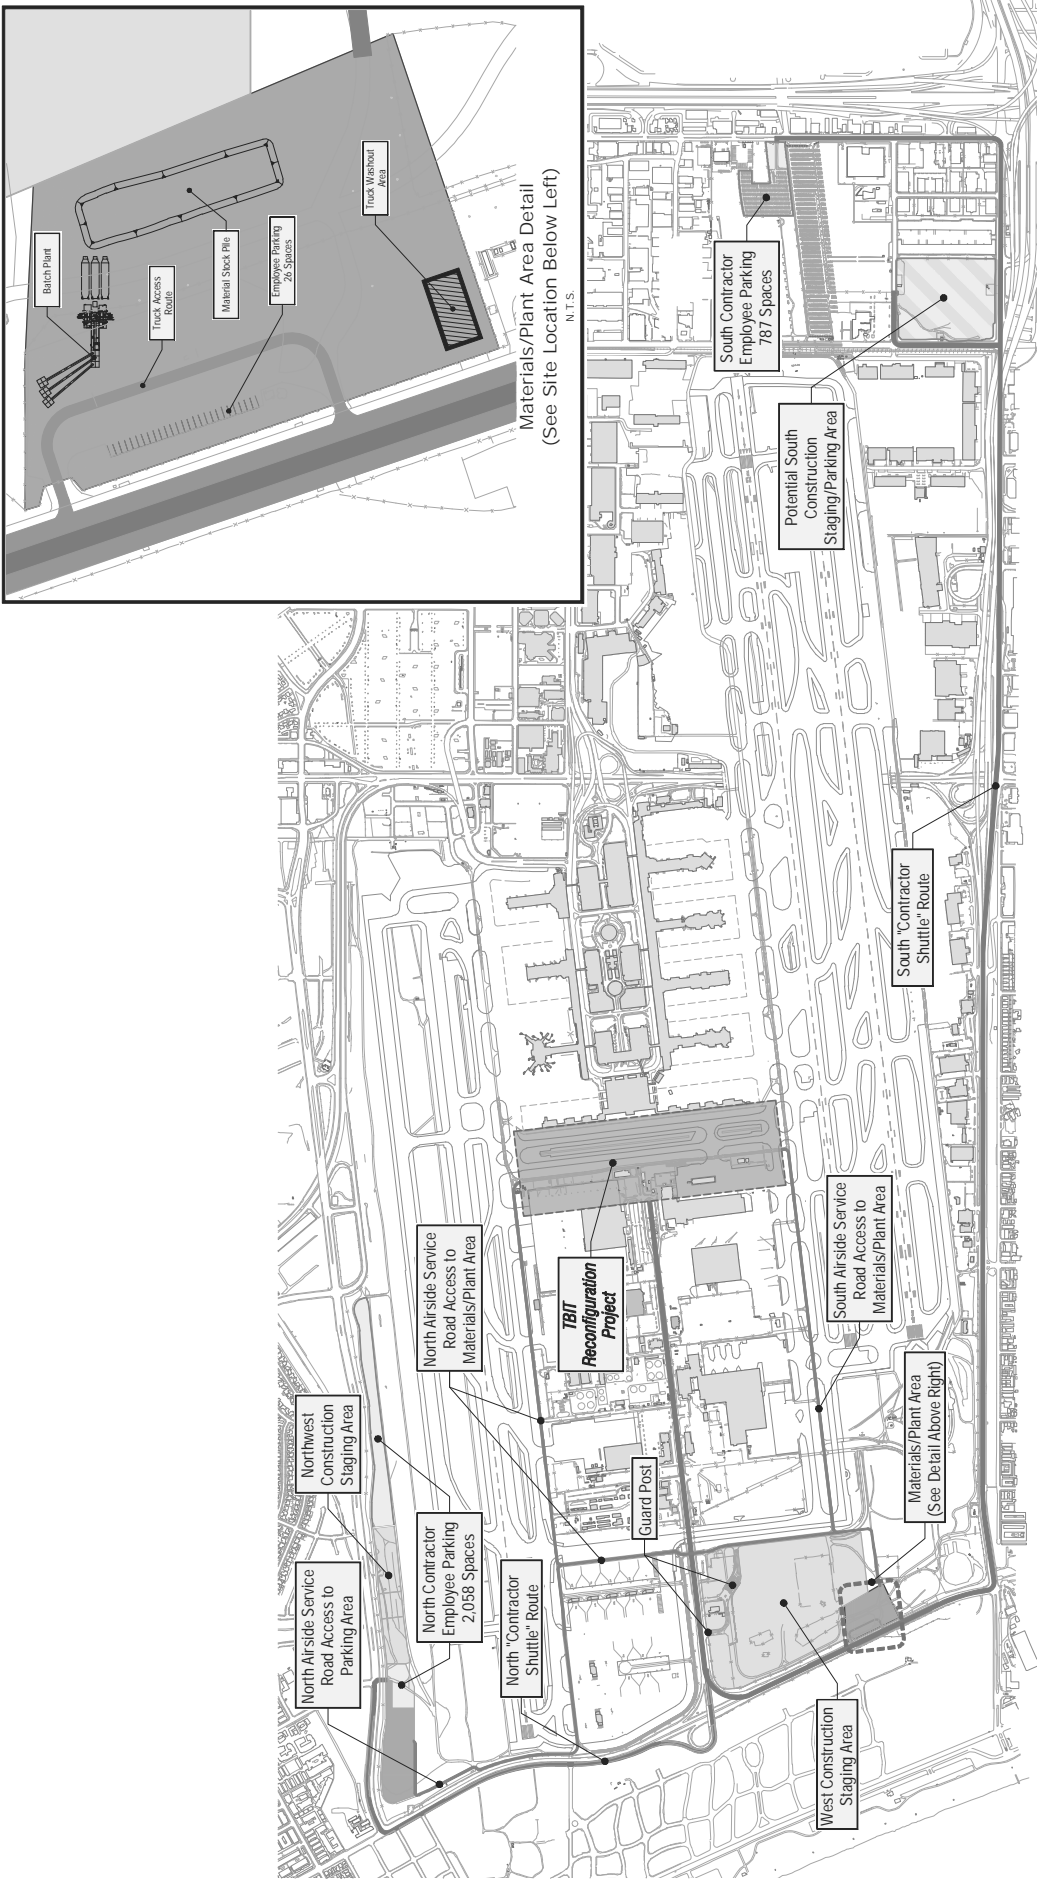 Batch Plant
Truck Access
Route
Material Stock Pile
Employee Parking
26 Spaces
Truck Washout
Area
Materials/Plant Area Detail
(See Site Location Below Left)
N.T.S.
North Airside Service
Road Access to
Parking Area
Northwest
Construction
Staging Area
North Contractor
Employee Parking
2,058 Spaces
North "Contractor
Shuttle" Route
North Airside Service
Road Access to
Materials/Plant Area
TBIT
Reconfiguration
Project
Guard Post
West Construction
Staging Area
Materials/Plant Area
(See Detail Above Right)
South Airside Service
Road Access to
Materials/Plant Area
South "Contractor
Shuttle" Route
Potential South
Construction
Staging/Parking Area
South Contractor
Employee Parking
787 Spaces